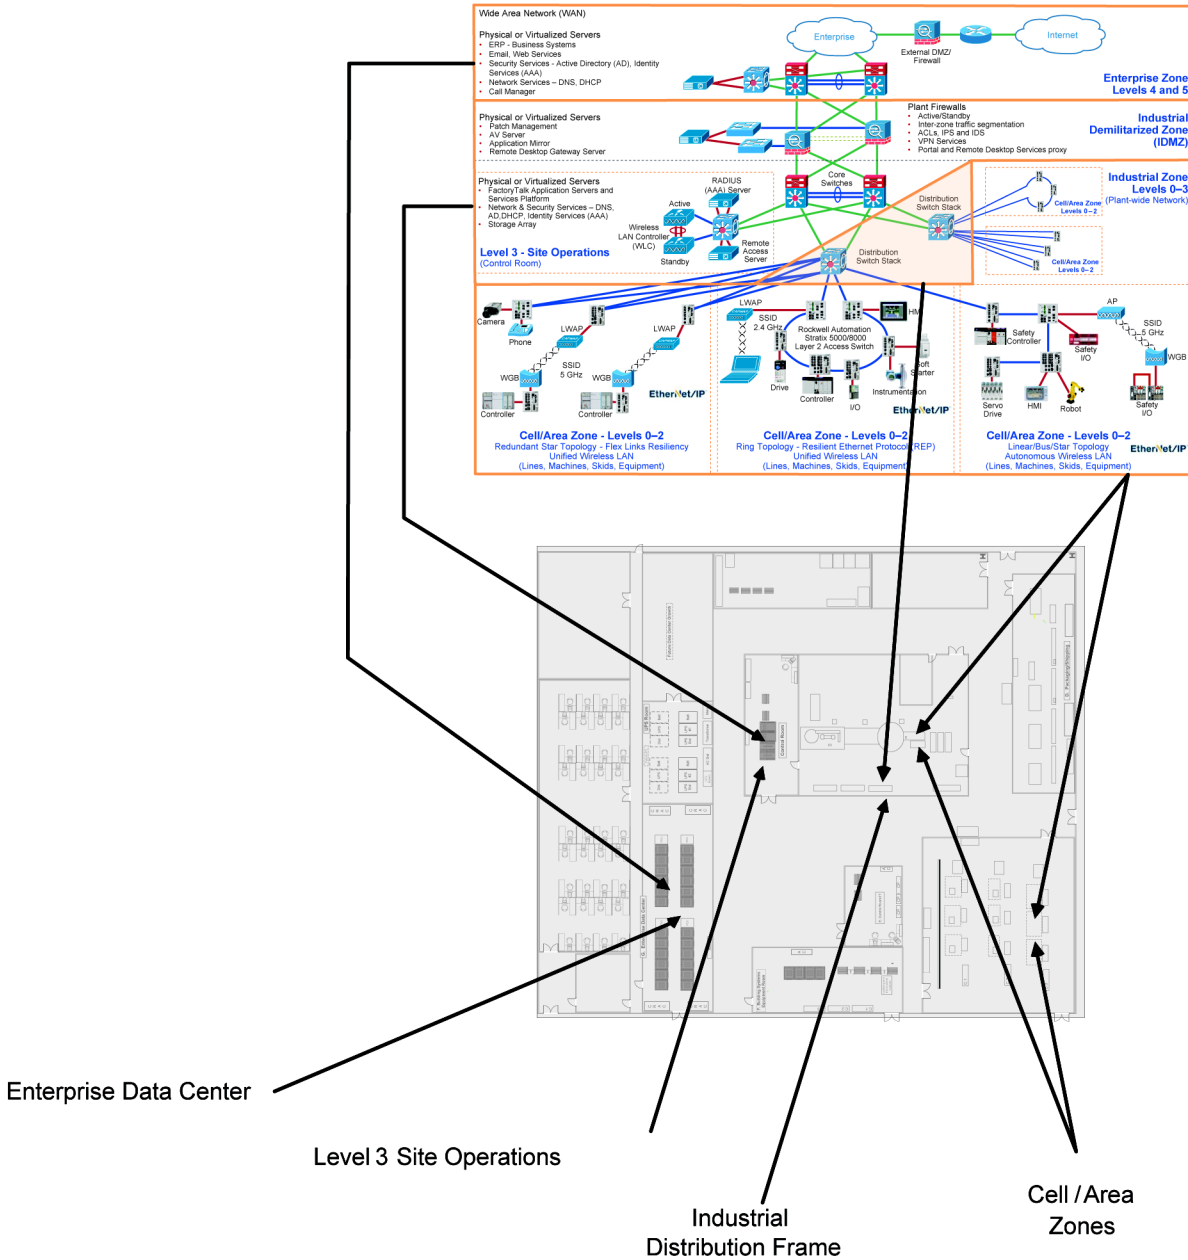 Wide Area Network (WAN)
Physical or Virtualized Servers
• ERP - Business Systems
• Email, Web Services
• Security Services - Active Directory (AD), Identity
Services (AAA)
• Network Services – DNS, DHCP
• Call Manager
Enterprise
External DMZ/
Firewall
Internet
Enterprise Zone
Levels 4 and 5
Physical or Virtualized Servers
• Patch Management
• AV Server
• Application Mirror
• Remote Desktop Gateway Server
Plant Firewalls
• Active/Standby
• Inter-zone traffic segmentation
• ACLs, IPS and IDS
• VPN Services
• Portal and Remote Desktop Services proxy
Industrial
Demilitarized Zone
(IDMZ)
Physical or Virtualized Servers
• FactoryTalk Application Servers and
Services Platform
• Network & Security Services – DNS,
AD,DHCP, Identity Services (AAA)
• Storage Array
Level 3 - Site Operations
(Control Room)
RADIUS
(AAA) Server
Active
Wireless
LAN Controller
(WLC)
Standby
Remote
Access
Server
Core
Switches
Distribution
Switch Stack
Distribution
Switch Stack
Industrial Zone
Levels 0–3
(Plant-wide Network)
Cell/Area Zone
Levels 0–2
Cell/Area Zone
Levels 0–2
Camera
Phone
LWAP
SSID
5 GHz
WGB
Controller
LWAP
WGB
Controller
EtherNet/IP
Cell/Area Zone - Levels 0–2
Redundant Star Topology - Flex Links Resiliency
Unified Wireless LAN
(Lines, Machines, Skids, Equipment)
LWAP
SSID
2.4 GHz
Rockwell Automation
Stratix 5000/8000
Layer 2 Access Switch
HMI
Soft
Starter
Drive
Controller
I/O
Instrumentation
EtherNet/IP
Cell/Area Zone - Levels 0–2
Ring Topology - Resilient Ethernet Protocol (REP)
Unified Wireless LAN
(Lines, Machines, Skids, Equipment)
AP
SSID
5 GHz
WGB
Safety
Controller
Safety
I/O
Servo
Drive
HMI
Robot
Safety
I/O
Cell/Area Zone - Levels 0–2
Linear/Bus/Star Topology
Autonomous Wireless LAN
(Lines, Machines, Skids, Equipment)
EtherNet/IP
UPS Room
Control Room
Enterprise Data Center
Enterprise Data Center
Level 3 Site Operations
Industrial
Distribution Frame
Cell / Area
Zones